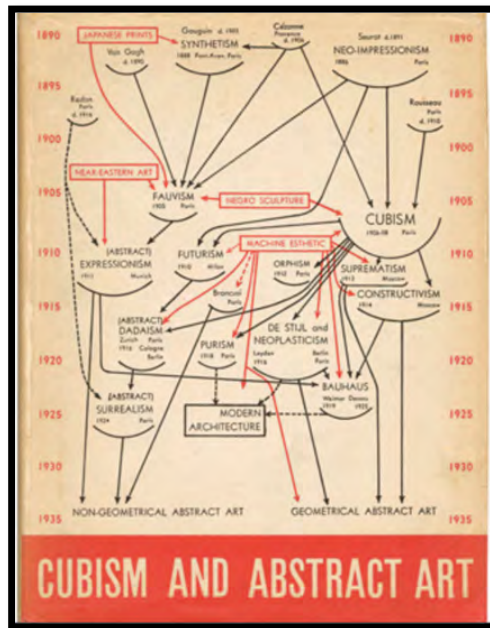 1890
JAPANESE PRINTS
Van Gogh
d. 1890
Gauguin d. 1903
SYNTHETISM
1888 Pont-Aven, Paris
Cézanne
Provence
d. 1906
Seurat d. 1891
NEO-IMPRESSIONISM
1886 Paris
1890
1895
1895
Redon
Paris
d. 1916
Rousseau
Paris
d. 1910
1900
1900
NEAR-EASTERN ART
1905
FAUVISM
1905 Paris
NEGRO SCULPTURE
1905
CUBISM
1906-08 Paris
1910
(ABSTRACT)
EXPRESSIONISM
1911 Munich
FUTURISM
1910 Milan
MACHINE ESTHETIC
ORPHISM
1912 Paris
SUPREMATISM
1913 Moscow
1910
CONSTRUCTIVISM
1914 Moscow
Brancusi
Paris
1915
1915
(ABSTRACT)
DADAISM
Zurich Paris
1916 Cologne
Berlin
PURISM
1918 Paris
DE STIJL and
NEOPLASTICISM
Leyden Berlin
1916 Paris
1920
1920
BAUHAUS
Weimar Dessau
1919 1925
(ABSTRACT)
SURREALISM
1924 Paris
MODERN
ARCHITECTURE
1925
1925
1930
1930
NON-GEOMETRICAL ABSTRACT ART
GEOMETRICAL ABSTRACT ART
1935
1935
CUBISM AND ABSTRACT ART